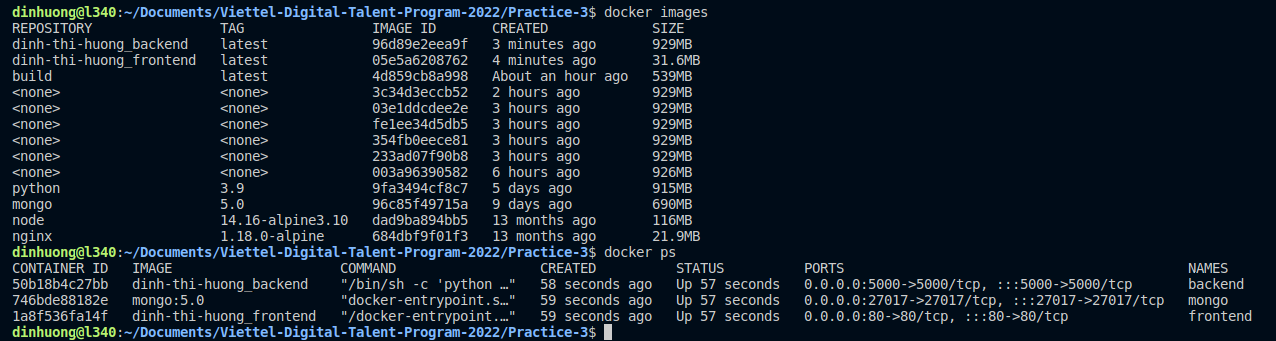 dinhuong@l340:~/Documents/Viettel-Digital-Talent-Program-2022/Practice-3$ docker images
REPOSITORY TAG IMAGE ID CREATED SIZE
dinh-thi-huong_backend latest 96d89e2eea9f 3 minutes ago 929MB
dinh-thi-huong_frontend latest 05e5a6208762 4 minutes ago 31.6MB
build latest 4d859cb8a998 About an hour ago 539MB
<none> <none> 3c34d3eccb52 2 hours ago 929MB
<none> <none> 03e1ddcdee2e 3 hours ago 929MB
<none> <none> fe1ee34d5db5 3 hours ago 929MB
<none> <none> 354fb0eece81 3 hours ago 929MB
<none> <none> 233ad07f90b8 3 hours ago 929MB
<none> <none> 003a96390582 6 hours ago 926MB
python 3.9 9fa3494cf8c7 5 days ago 915MB
mongo 5.0 96c85f49715a 9 days ago 690MB
node 14.16-alpine3.10 dad9ba894bb5 13 months ago 116MB
nginx 1.18.0-alpine 684dbf9f01f3 13 months ago 21.9MB
dinhuong@l340:~/Documents/Viettel-Digital-Talent-Program-2022/Practice-3$ docker ps
CONTAINER ID IMAGE COMMAND CREATED STATUS PORTS NAMES
50b18b4c27bb dinh-thi-huong_backend "/bin/sh -c 'python …" 58 seconds ago Up 57 seconds 0.0.0.0:5000->5000/tcp, :::5000->5000/tcp backend
746bde88182e mongo:5.0 "docker-entrypoint.s…" 59 seconds ago Up 57 seconds 0.0.0.0:27017->27017/tcp, :::27017->27017/tcp mongo
1a8f536fa14f dinh-thi-huong_frontend "/docker-entrypoint.…" 59 seconds ago Up 57 seconds 0.0.0.0:80->80/tcp, :::80->80/tcp frontend
dinhuong@l340:~/Documents/Viettel-Digital-Talent-Program-2022/Practice-3$